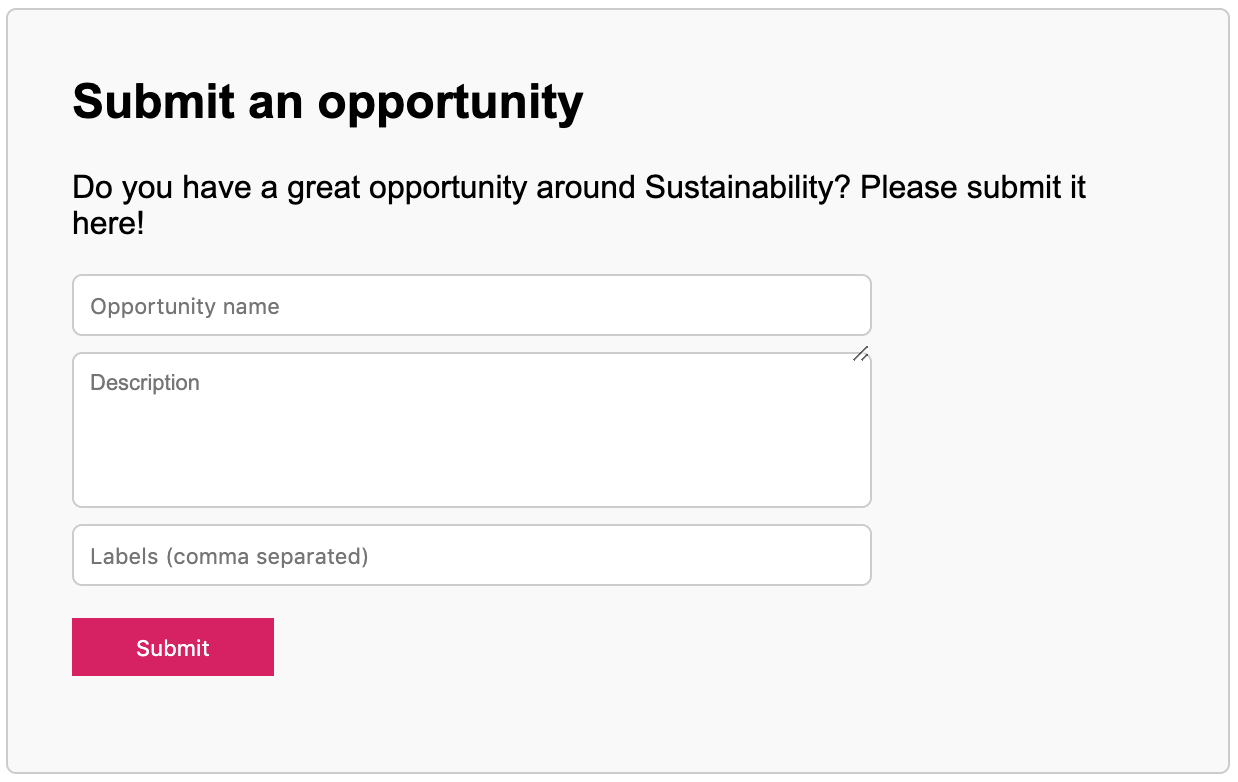 Submit an opportunity
Do you have a great opportunity around Sustainability? Please submit it
here!
Opportunity name
Description
Labels (comma separated)
Submit